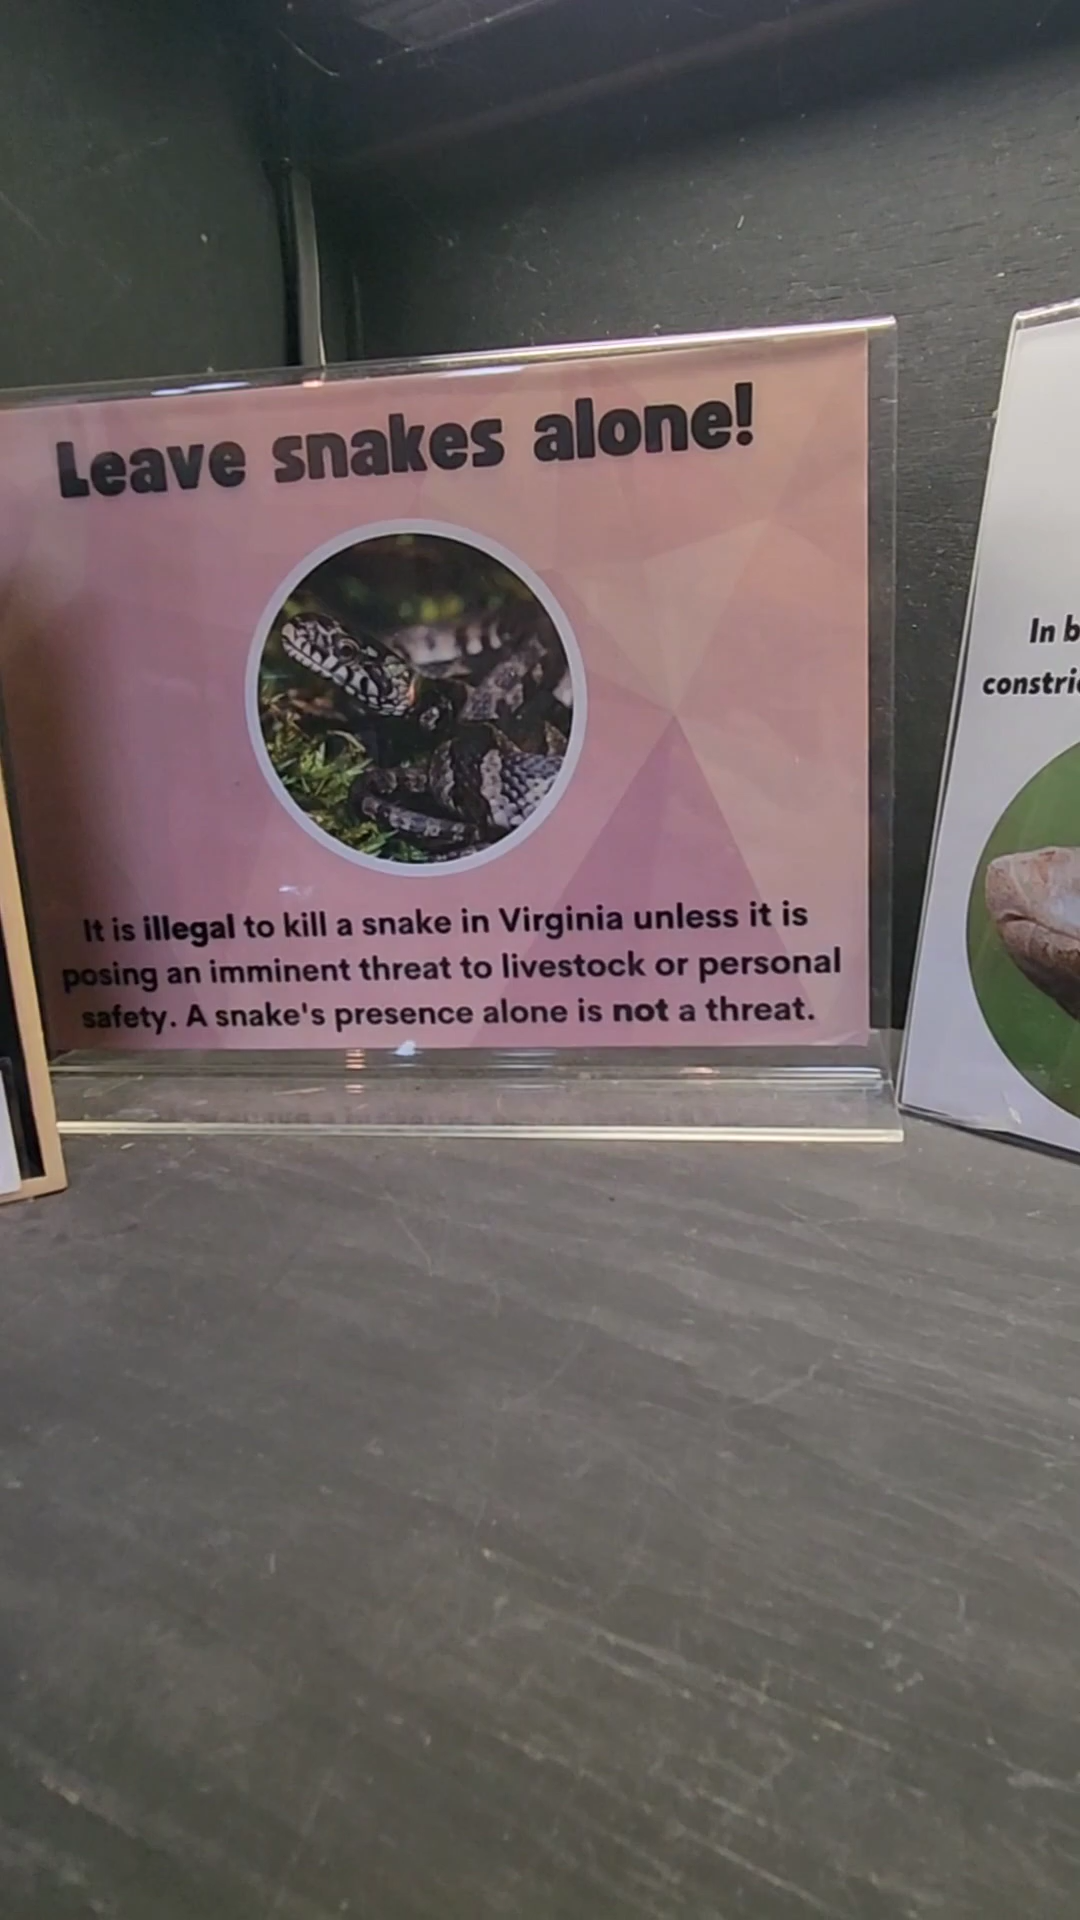 Leave snakes alone!
It is illegal to kill a snake in Virginia unless it is
posing an imminent threat to livestock or personal
safety. A snake's presence alone is not a threat.
In